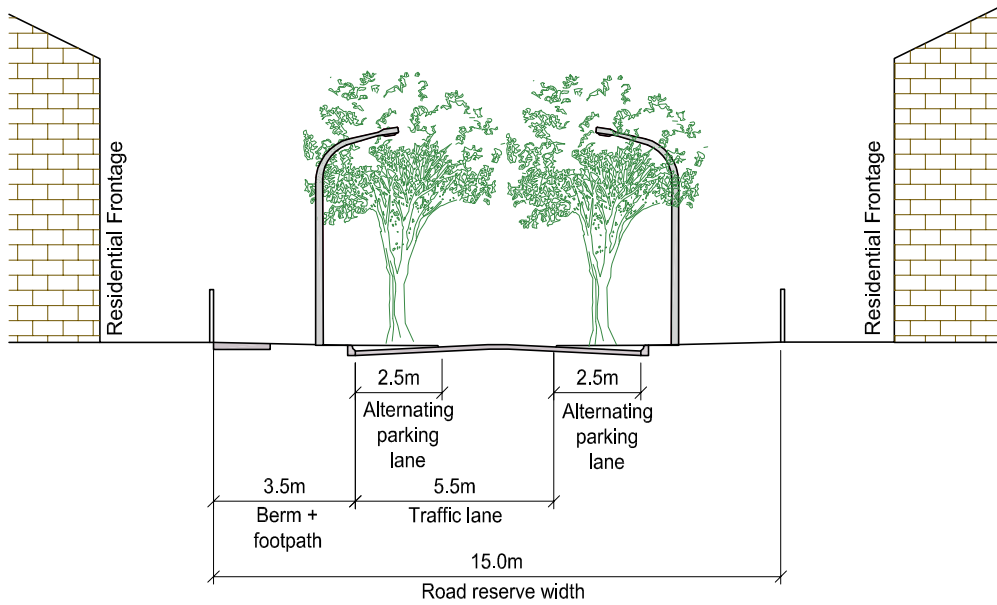 Residential Frontage
Residential Frontage
2.5m
Alternating
parking
lane
2.5m
Alternating
parking
lane
3.5m
Berm +
footpath
5.5m
Traffic lane
15.0m
Road reserve width